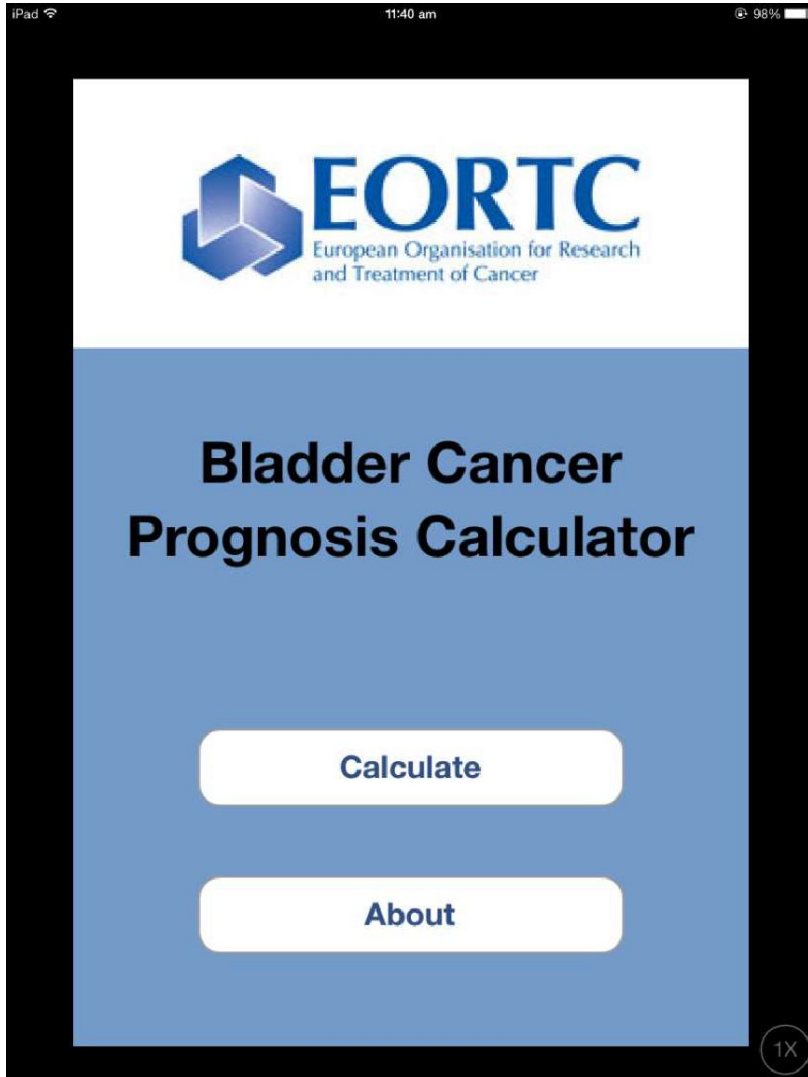 iPad 11:40 am 98%
EORTC
European Organisation for Research
and Treatment of Cancer
Bladder Cancer
Prognosis Calculator
Calculate
About
1X